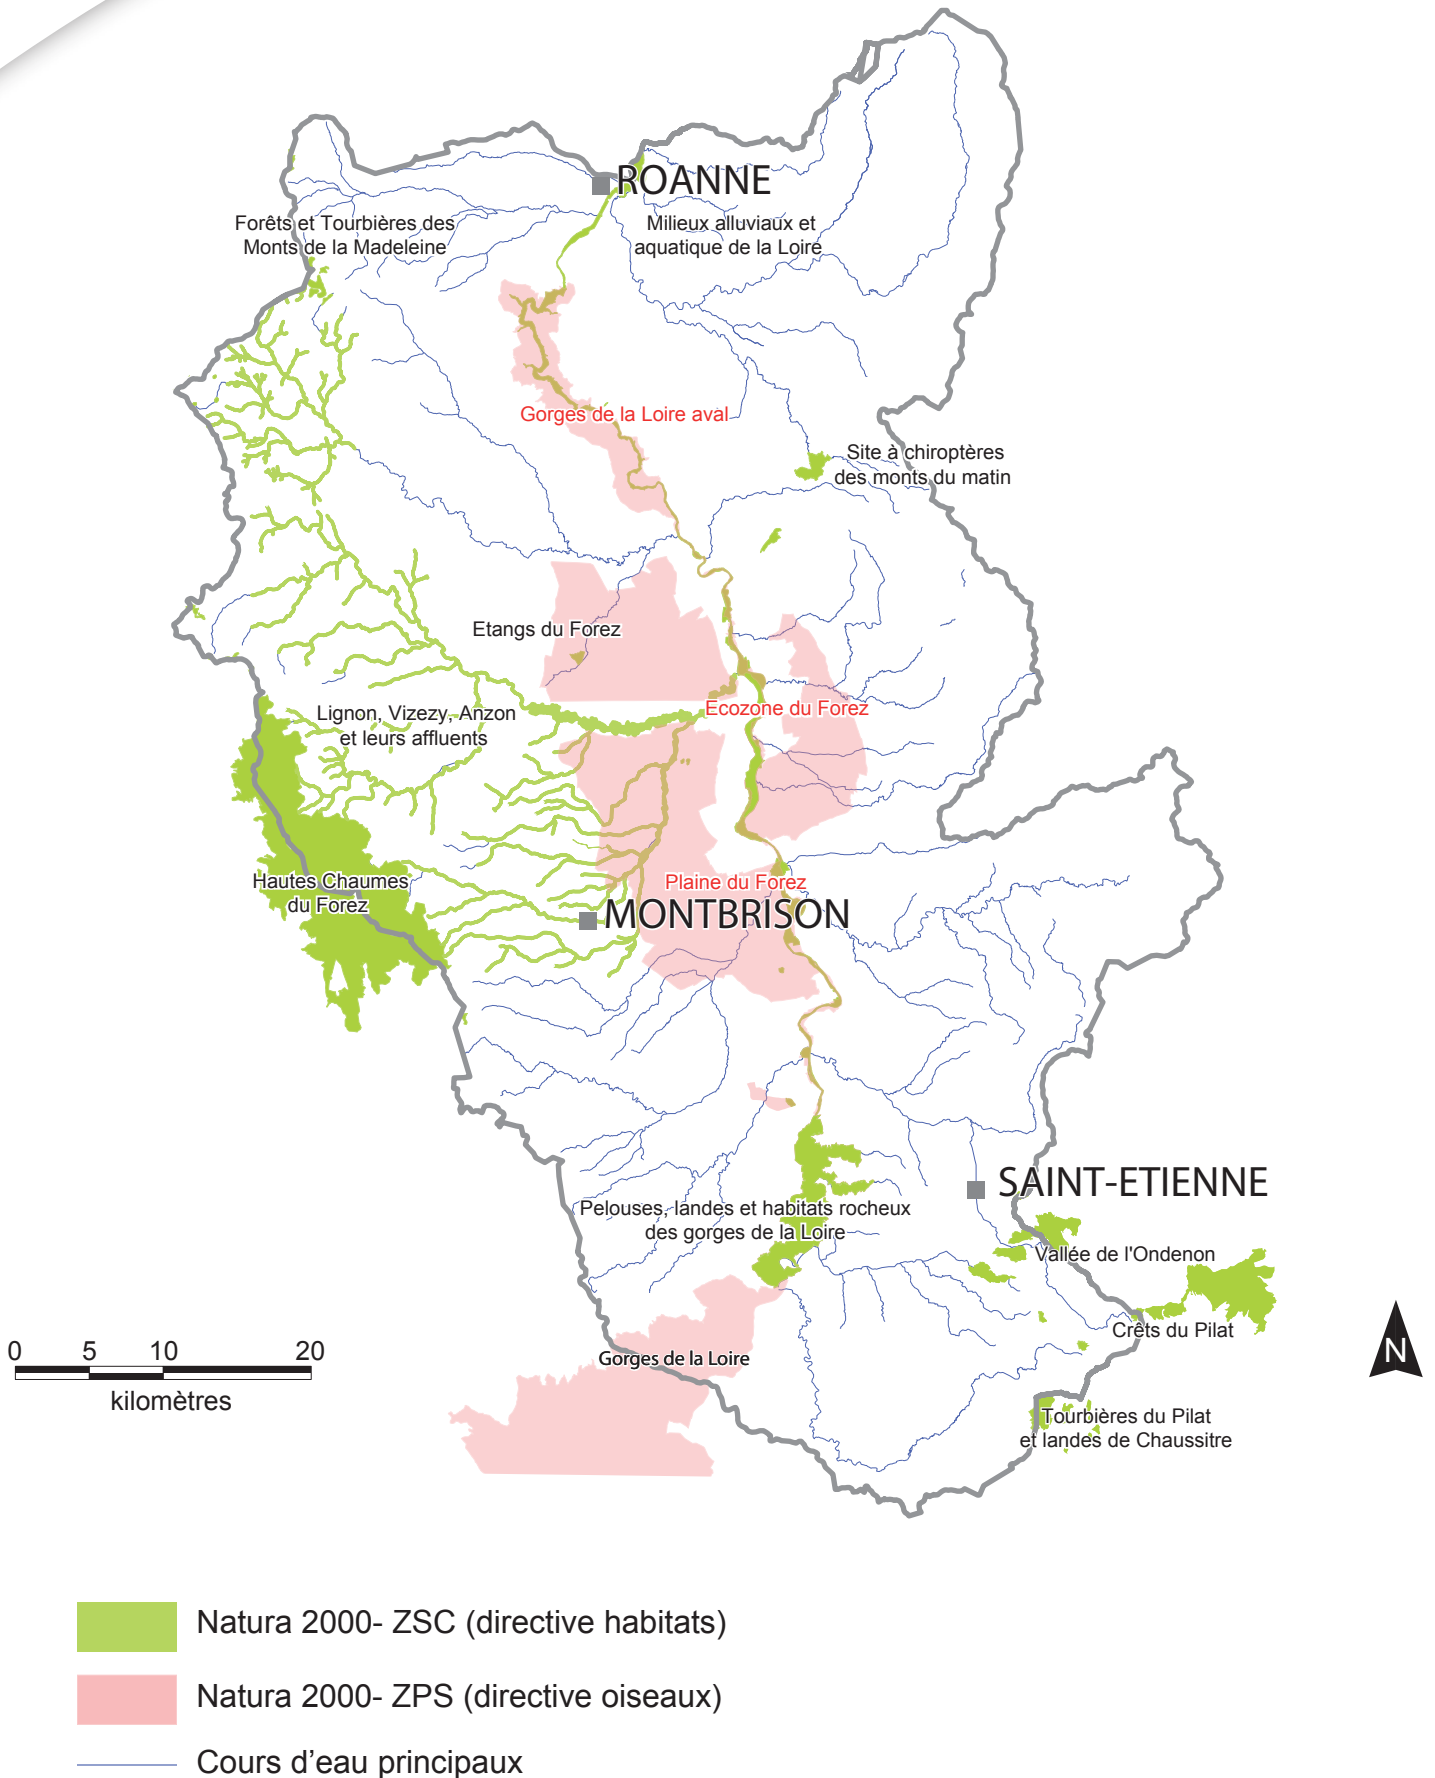 ROANNE
Forêts et Tourbières des
Monts de la Madeleine
Milieux alluviaux et
aquatique de la Loire
Gorges de la Loire aval
Site à chiroptères
des monts du matin
Etangs du Forez
Lignon, Vizezy, Anzon
et leurs affluents
Ecozone du Forez
Hautes Chaumes
du Forez
Plaine du Forez
MONTBRISON
SAINT-ETIENNE
Pelouses, landes et habitats rocheux
des gorges de la Loire
Vallée de l'Ondenon
Crêts du Pilat
Gorges de la Loire
Tourbières du Pilat
et landes de Chaussitre
0 5 10 20
kilomètres
N
Natura 2000- ZSC (directive habitats)
Natura 2000- ZPS (directive oiseaux)
Cours d’eau principaux